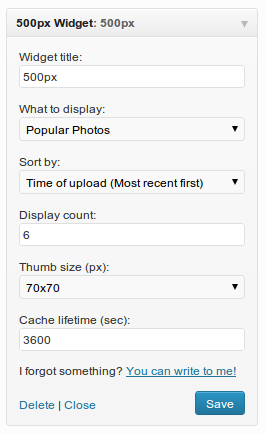 500px Widget: 500px
Widget title:
500px
What to display:
Popular Photos
Sort by:
Time of upload (Most recent first)
Display count:
6
Thumb size (px):
70x70
Cache lifetime (sec):
3600
I forgot something? You can write to me!
Delete | Close
Save